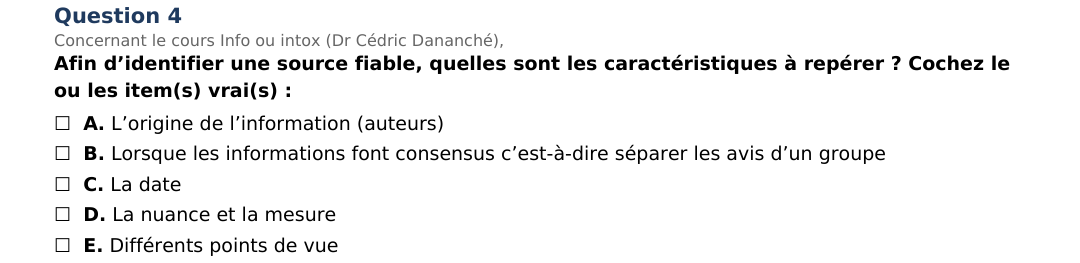 Question 4
Concernant le cours Info ou intox (Dr Cédric Dananché),
Afin d’identifier une source fiable, quelles sont les caractéristiques à repérer ? Cochez le
ou les item(s) vrai(s) :
☐ A. L’origine de l’information (auteurs)
☐ B. Lorsque les informations font consensus c’est-à-dire séparer les avis d’un groupe
☐ C. La date
☐ D. La nuance et la mesure
☐ E. Différents points de vue